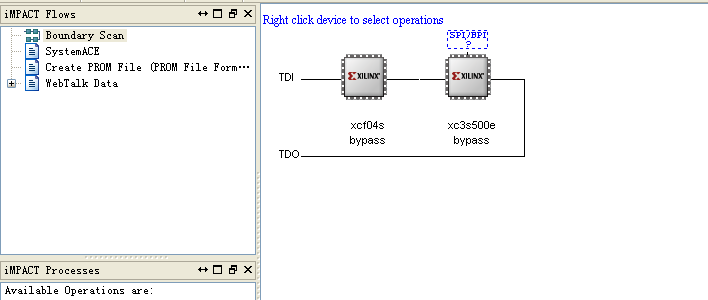 iMPACT Flows
Boundary Scan
SystemACE
Create PROM File (PROM File Form...
WebTalk Data
iMPACT Processes
Available Operations are:
Right click device to select operations
SPI/BPI
?
TDI
XILINX
XILINX
xcf04s
bypass
xc3s500e
bypass
TDO